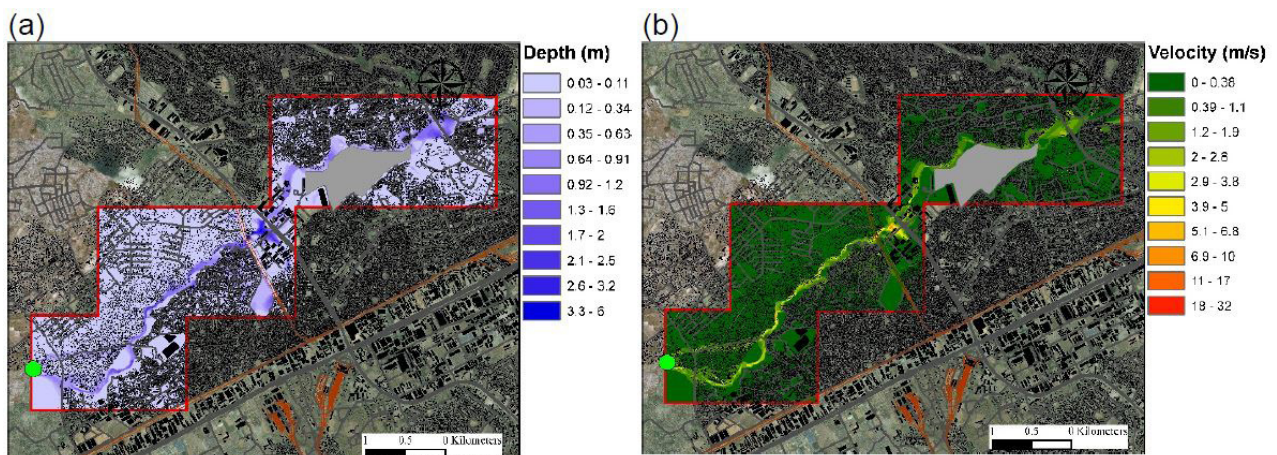 (a)
Depth (m)
0.03 - 0.11
0.12 - 0.34
0.35 - 0.63
0.64 - 0.91
0.92 - 1.2
1.3 - 1.6
1.7 - 2
2.1 - 2.5
2.6 - 3.2
3.3 - 6
1 0.5 0 Kilometers
(b)
Velocity (m/s)
0 - 0.38
0.39 - 1.1
1.2 - 1.9
2 - 2.8
2.9 - 3.8
3.9 - 5
5.1 - 6.8
6.9 - 10
11 - 17
18 - 32
1 0.5 0 Kilometers